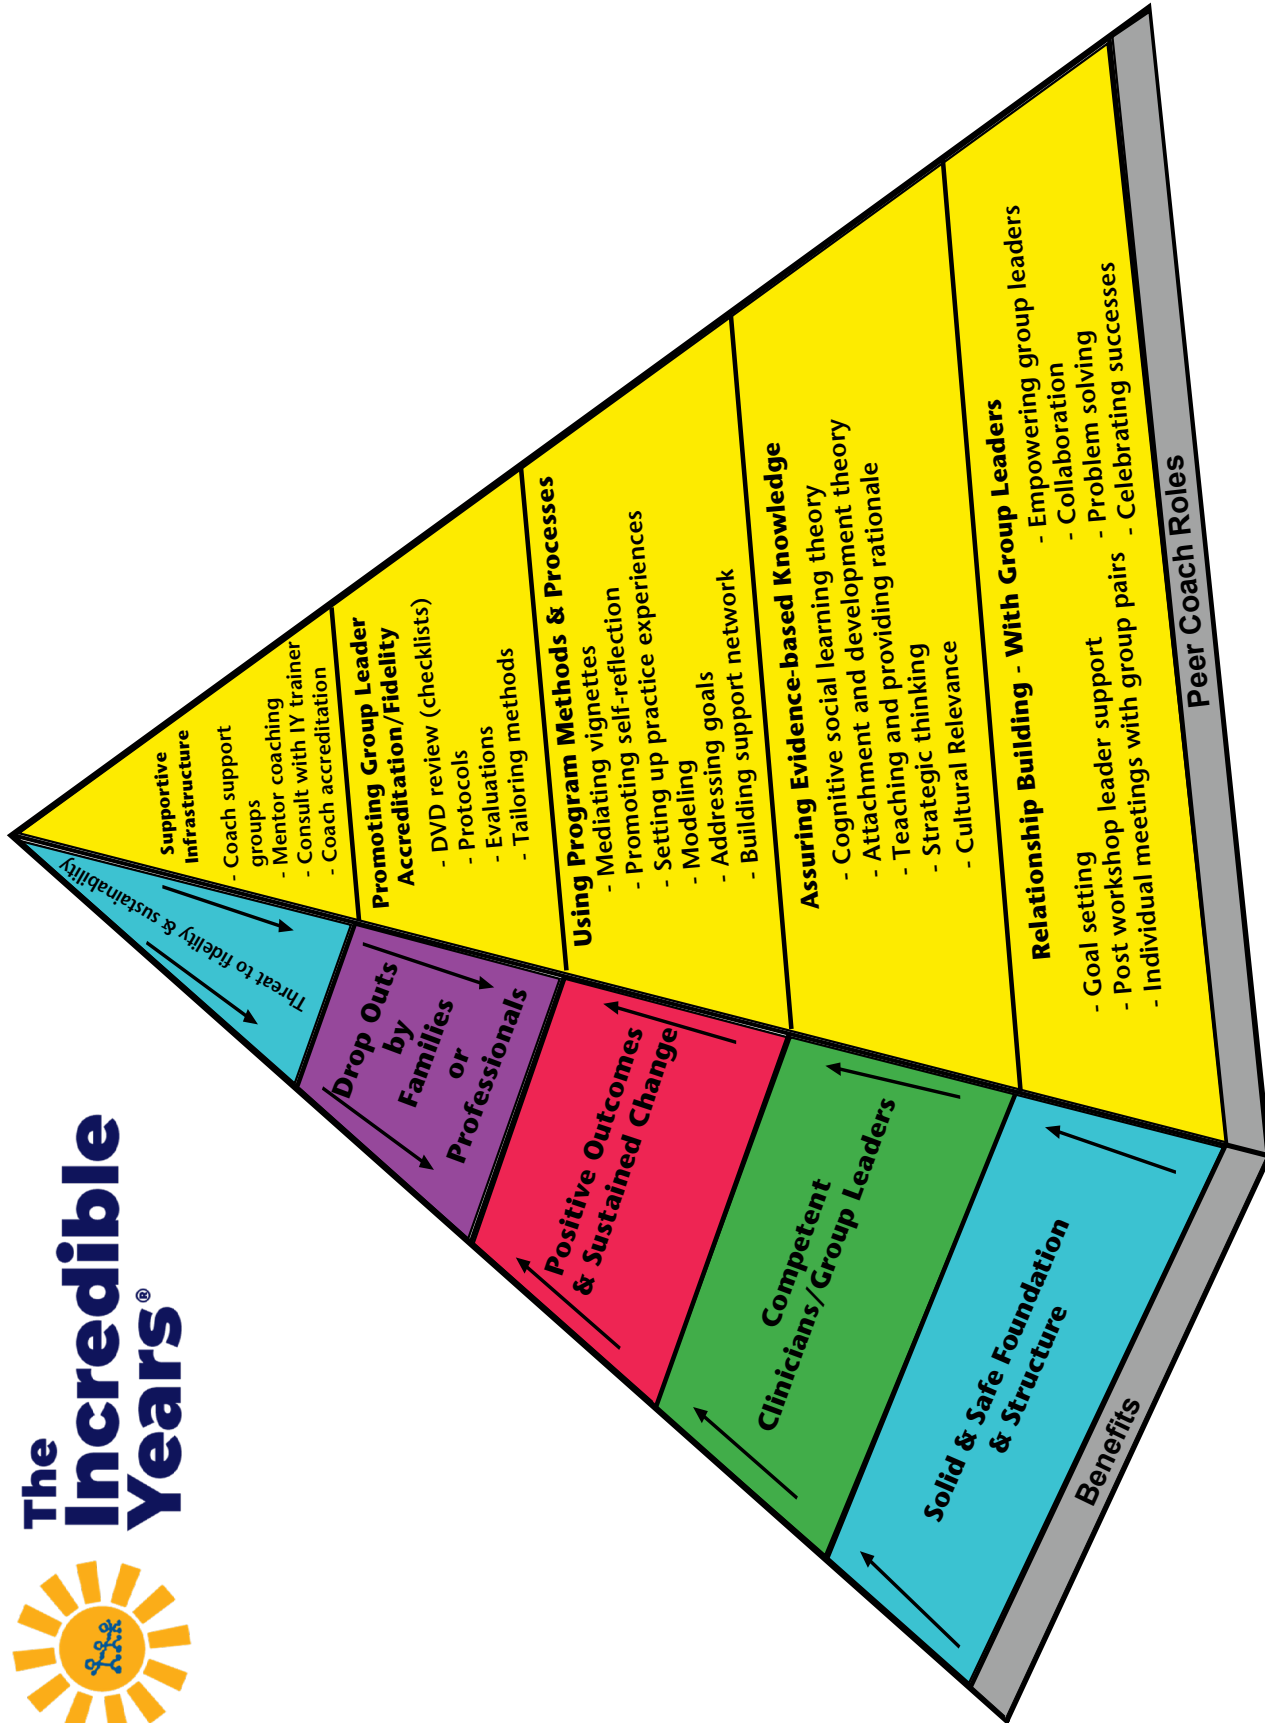 The
Incredible
Years®
Threat to fidelity & sustainability
Drop Outs
by
Families
or
Professionals
Positive Outcomes
& Sustained Change
Competent
Clinicians/Group Leaders
Solid & Safe Foundation
& Structure
Benefits
Supportive
Infrastructure
- Coach support
groups
- Mentor coaching
- Consult with IY trainer
- Coach accreditation
Promoting Group Leader
Accreditation/Fidelity
- DVD review (checklists)
- Protocols
- Evaluations
- Tailoring methods
Using Program Methods & Processes
- Mediating vignettes
- Promoting self-reflection
- Setting up practice experiences
- Modeling
- Addressing goals
- Building support network
Assuring Evidence-based Knowledge
- Cognitive social learning theory
- Attachment and development theory
- Teaching and providing rationale
- Strategic thinking
- Cultural Relevance
Relationship Building - With Group Leaders
- Goal setting
- Post workshop leader support
- Individual meetings with group pairs
- Empowering group leaders
- Collaboration
- Problem solving
- Celebrating successes
Peer Coach Roles